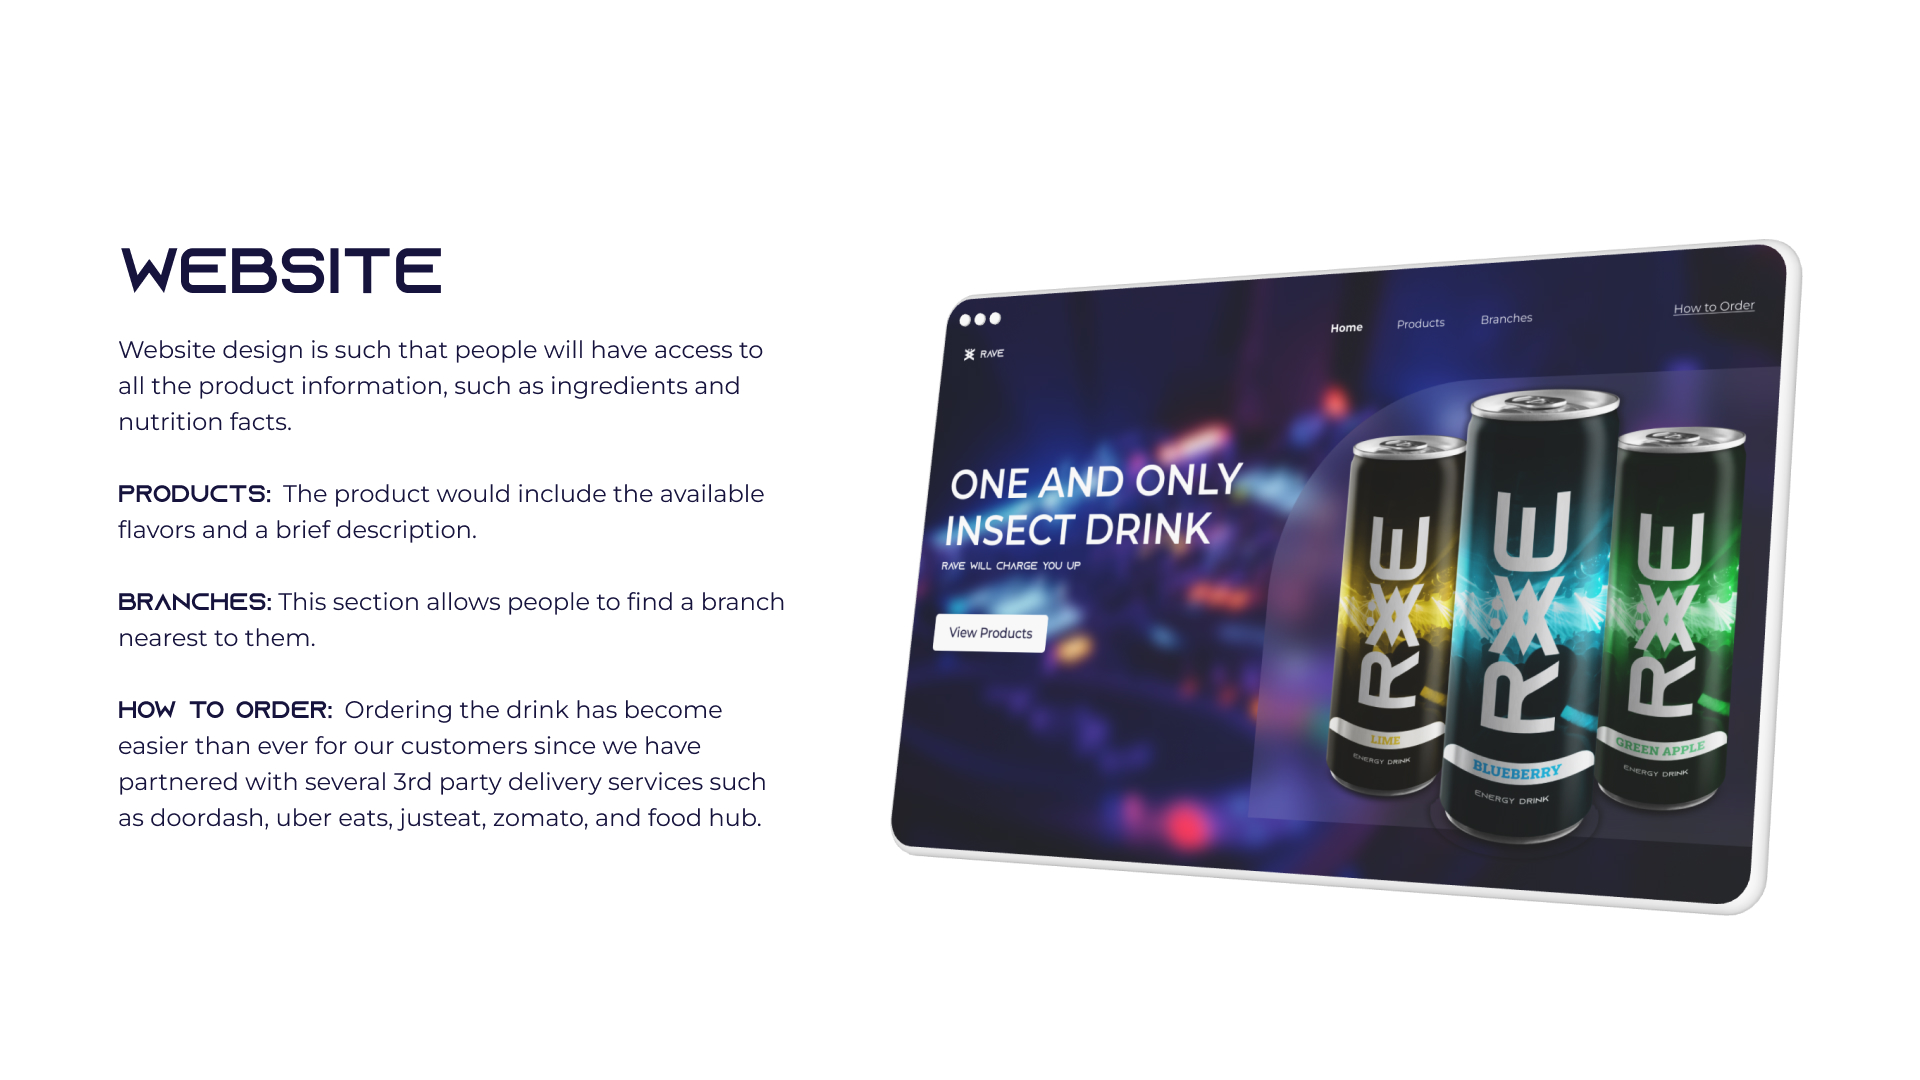 WEBSITE
Website design is such that people will have access to
all the product information, such as ingredients and
nutrition facts.
PRODUCTS: The product would include the available
flavors and a brief description.
BRANCHES: This section allows people to find a branch
nearest to them.
HOW TO ORDER: Ordering the drink has become
easier than ever for our customers since we have
partnered with several 3rd party delivery services such
as doordash, uber eats, justeat, zomato, and food hub.
Home Products Branches How to Order
RAVE
ONE AND ONLY
INSECT DRINK
RAVE WILL CHARGE YOU UP
View Products
RAVE
LIME
ENERGY DRINK
RAVE
BLUEBERRY
ENERGY DRINK
RAVE
GREEN APPLE
ENERGY DRINK